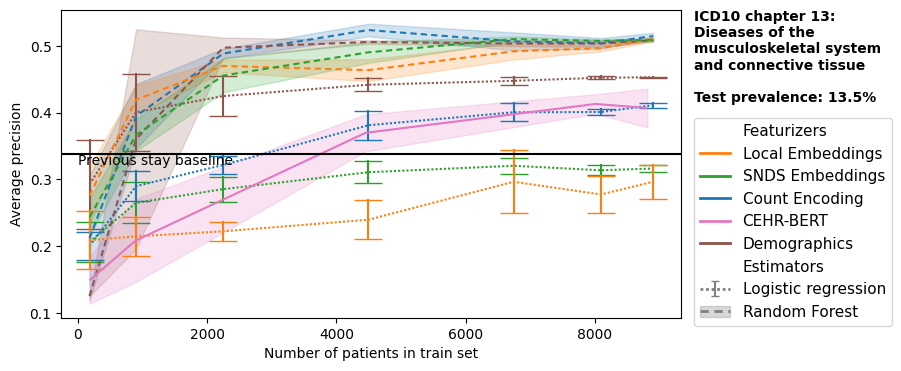 ICD10 chapter 13:
Diseases of the
musculoskeletal system
and connective tissue
Test prevalence: 13.5%
Featurizers
Local Embeddings
SNDS Embeddings
Count Encoding
CEHR-BERT
Demographics
Estimators
Logistic regression
Random Forest
Average precision
0.5
0.4
0.3
0.2
0.1
Previous stay baseline
0
2000
4000
6000
8000
Number of patients in train set